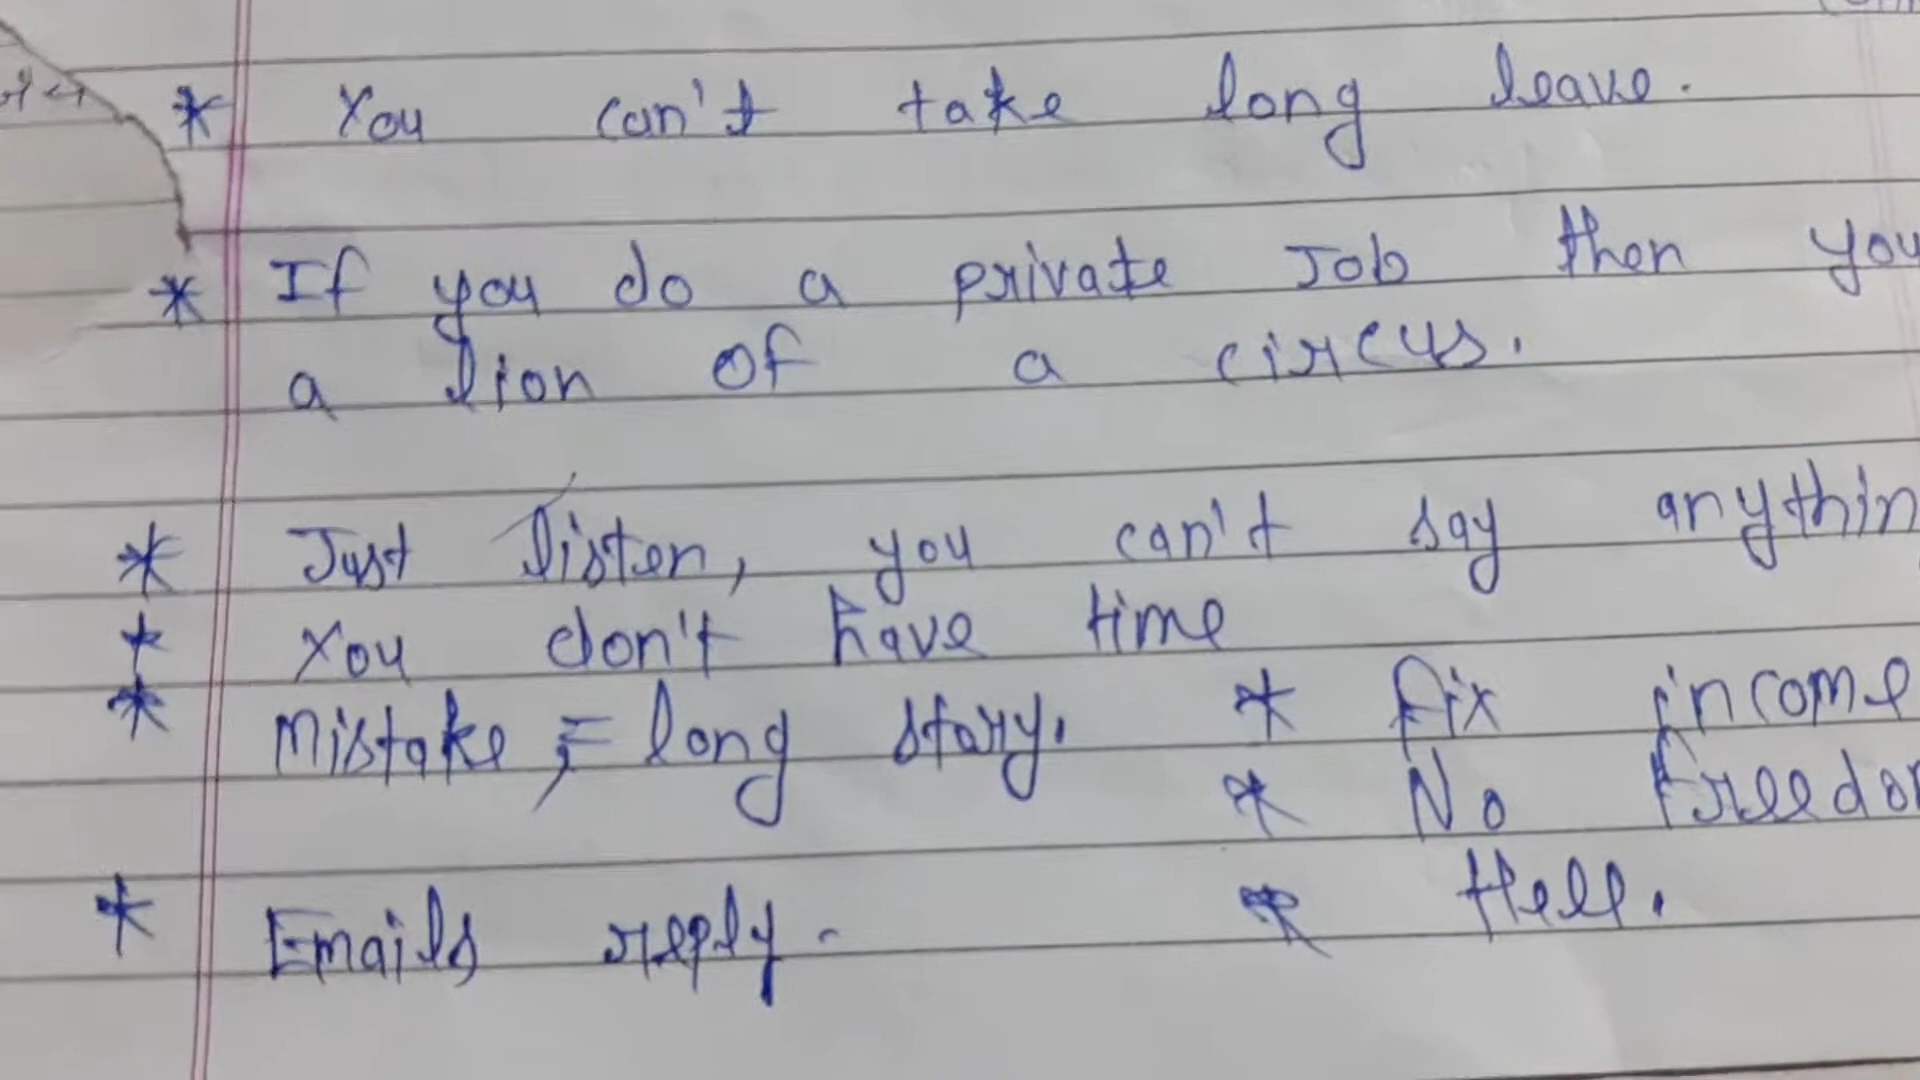 * You can't take long leave.
* If you do a private Job then you
a lion of a circus.
* Just listen, you can't say anythin
* You don't have time
* Mistake = long story. * fix income
* No freedo
* Emails reply. * Hell.